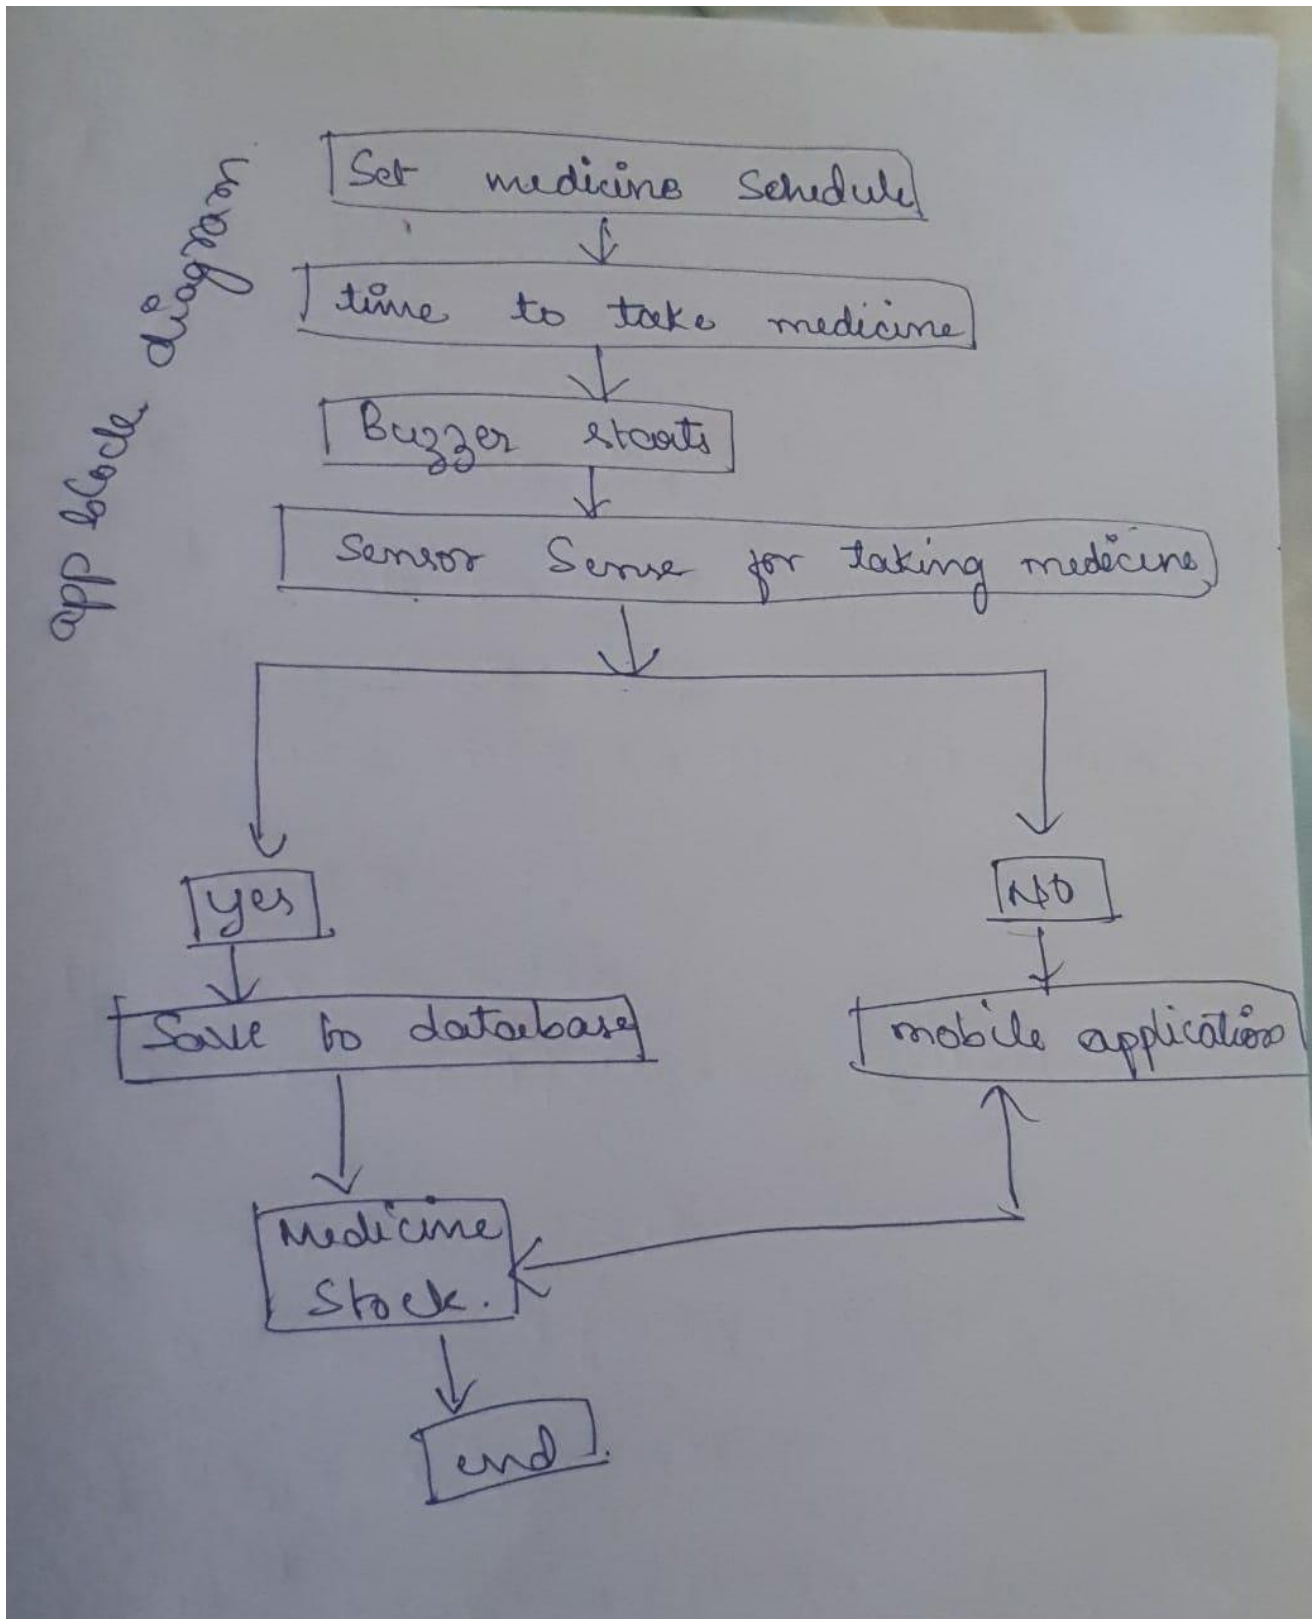 app block diagram
Set medicine Schedule
time to take medicine
Buzzer starts
Sensor Sense for taking medicine
yes
NO
Save to database
mobile application
Medicine
Stock.
end